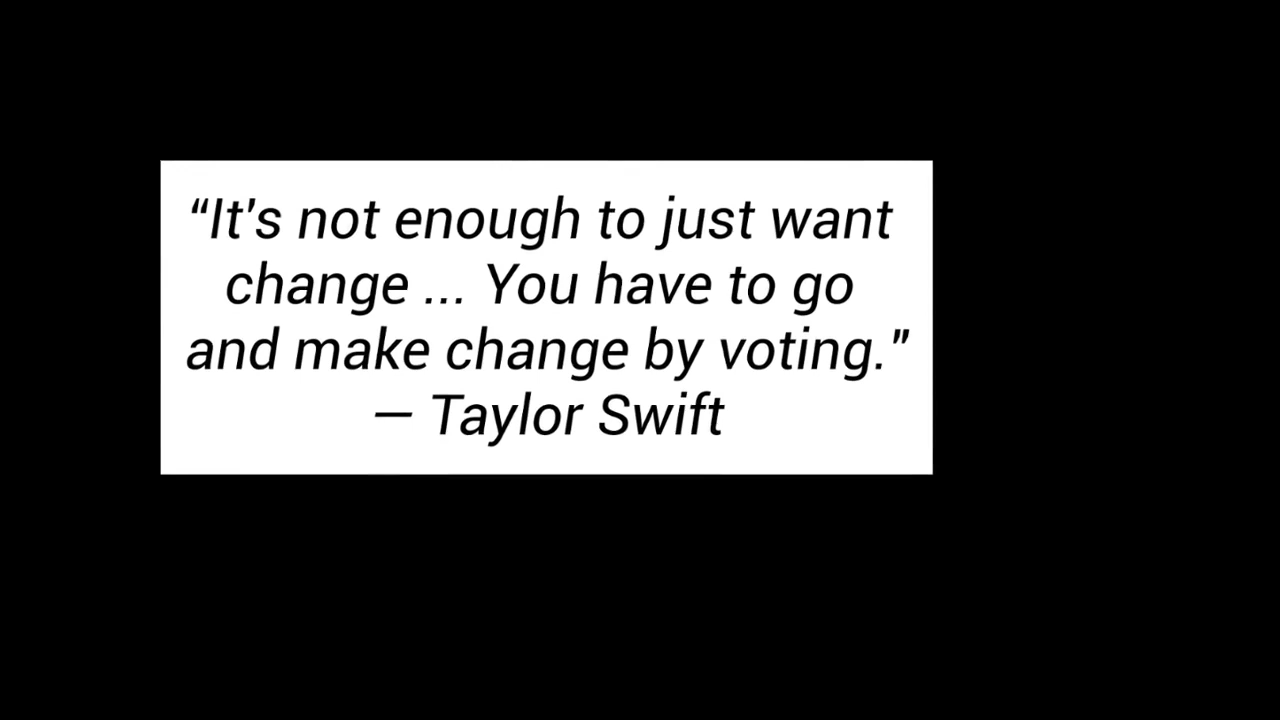 “It's not enough to just want
change ... You have to go
and make change by voting.”
— Taylor Swift